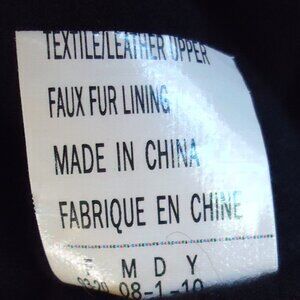 TEXTILE/LEATHER UPPER
FAUX FUR LINING
MADE IN CHINA
FABRIQUE EN CHINE
F M D Y
08-1-10